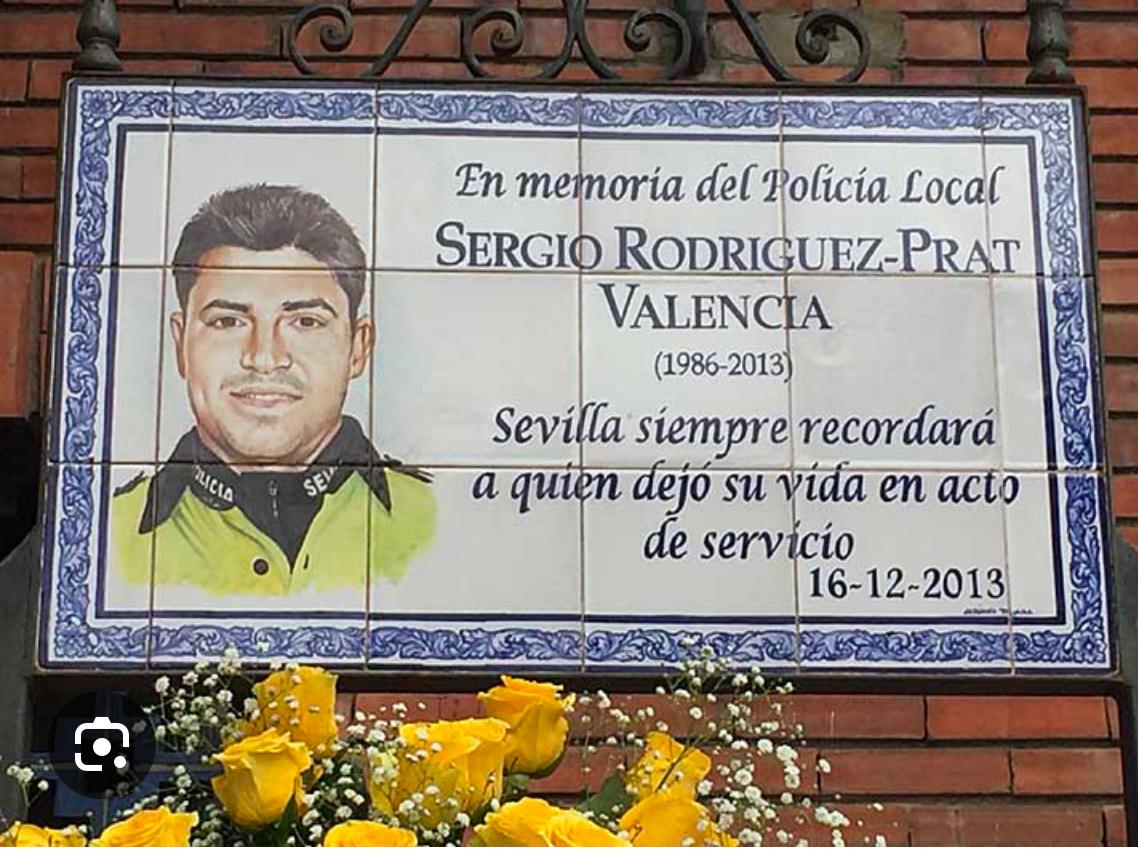 En memoria del Policía Local
SERGIO RODRIGUEZ-PRAT
VALENCIA
(1986-2013)
Sevilla siempre recordará
a quien dejó su vida en acto
de servicio
16-12-2013